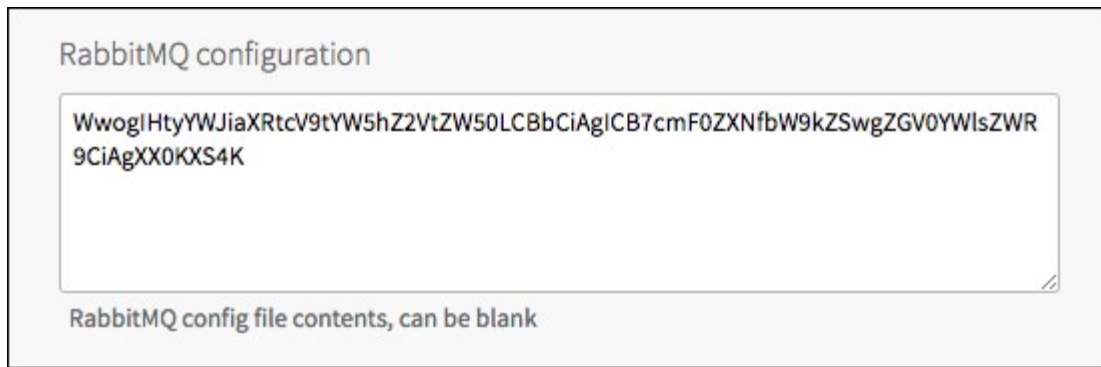 RabbitMQ configuration
WwogIHtyYWJiaXRtcV9tYW5hZ2VtZW50LCBbCiAgICB7cmF0ZXNfbW9kZSwgZGV0YWlsZWR
9CiAgXX0KXS4K
RabbitMQ config file contents, can be blank